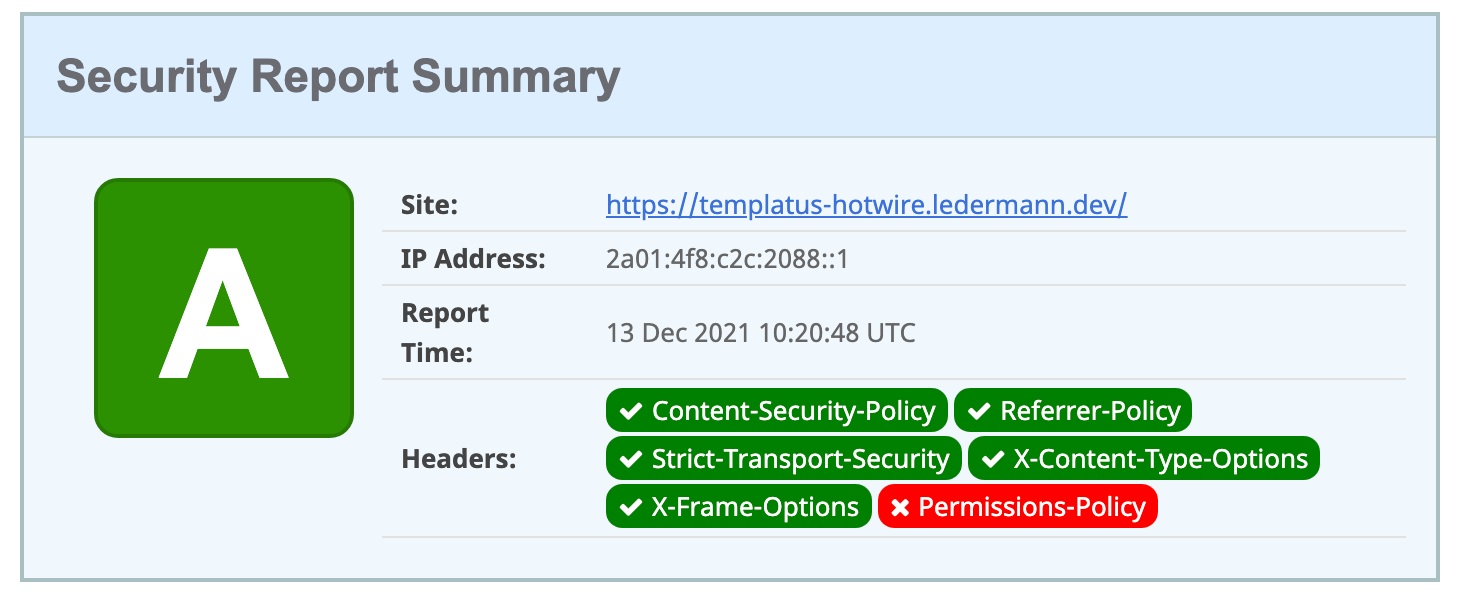 Security Report Summary
A
Site: https://templatus-hotwire.ledermann.dev/
IP Address: 2a01:4f8:c2c:2088::1
Report
Time: 13 Dec 2021 10:20:48 UTC
Headers:
Content-Security-Policy Referrer-Policy
Strict-Transport-Security X-Content-Type-Options
X-Frame-Options Permissions-Policy